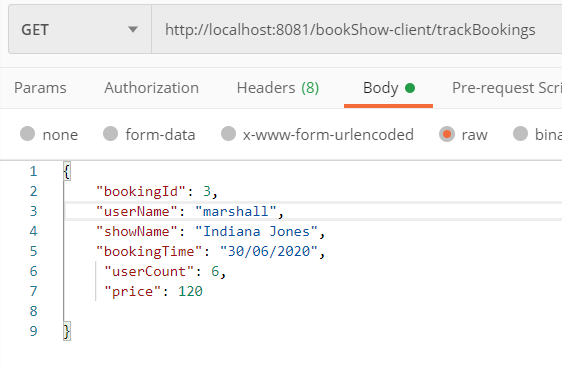 GET http://localhost:8081/bookShow-client/trackBookings
Params Authorization Headers (8) Body Pre-request Scri
none form-data x-www-form-urlencoded raw bina
1 {
2 "bookingId": 3,
3 "userName": "marshall",
4 "showName": "Indiana Jones",
5 "bookingTime": "30/06/2020",
6 "userCount": 6,
7 "price": 120
8
9 }